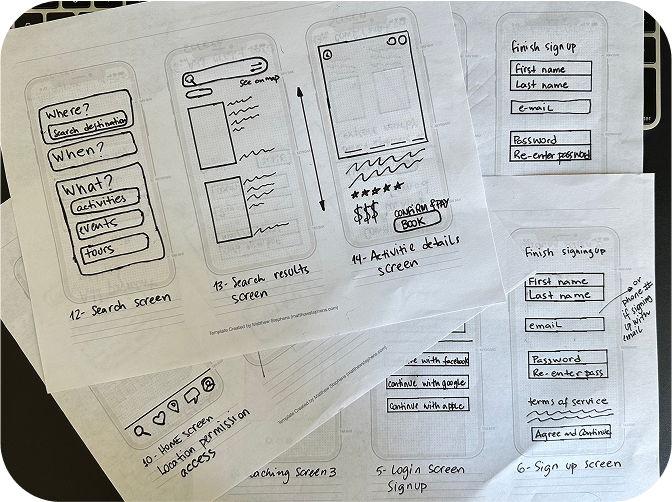 Where?
Search destination
When?
What?
activities
events
tours
12- Search screen
see on map
13- Search results
screen
$$$
CONFIRM & PAY
BOOK
14- Activitie details
screen
Template Created by Matthew Stephens (matthewstephens.com)
finish sign up
First name
Last name
e-mail
Password
Re-enter password
Finish signing up
First name
Last name
email
or
phone #
if signing
up with
email
Password
Re-enter pass
terms of service
Agree and Continue
6- Sign up screen
with facebook
continue with google
continue with apple
5- Login screen
Signup
10- HOME screen
Location permission
access
aching screen 3
Template Created by Matthew Stephens (matthewstephens.com)